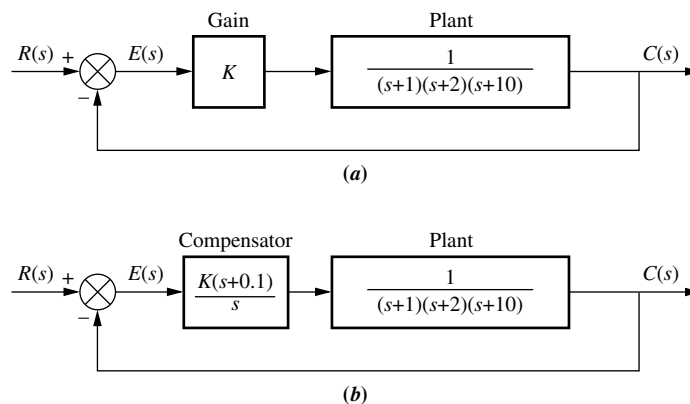 Gain Plant
R(s) + E(s) K 1 C(s)
(s+1)(s+2)(s+10)
−
(a)
Compensator Plant
R(s) + E(s) K(s+0.1) 1 C(s)
s (s+1)(s+2)(s+10)
−
(b)